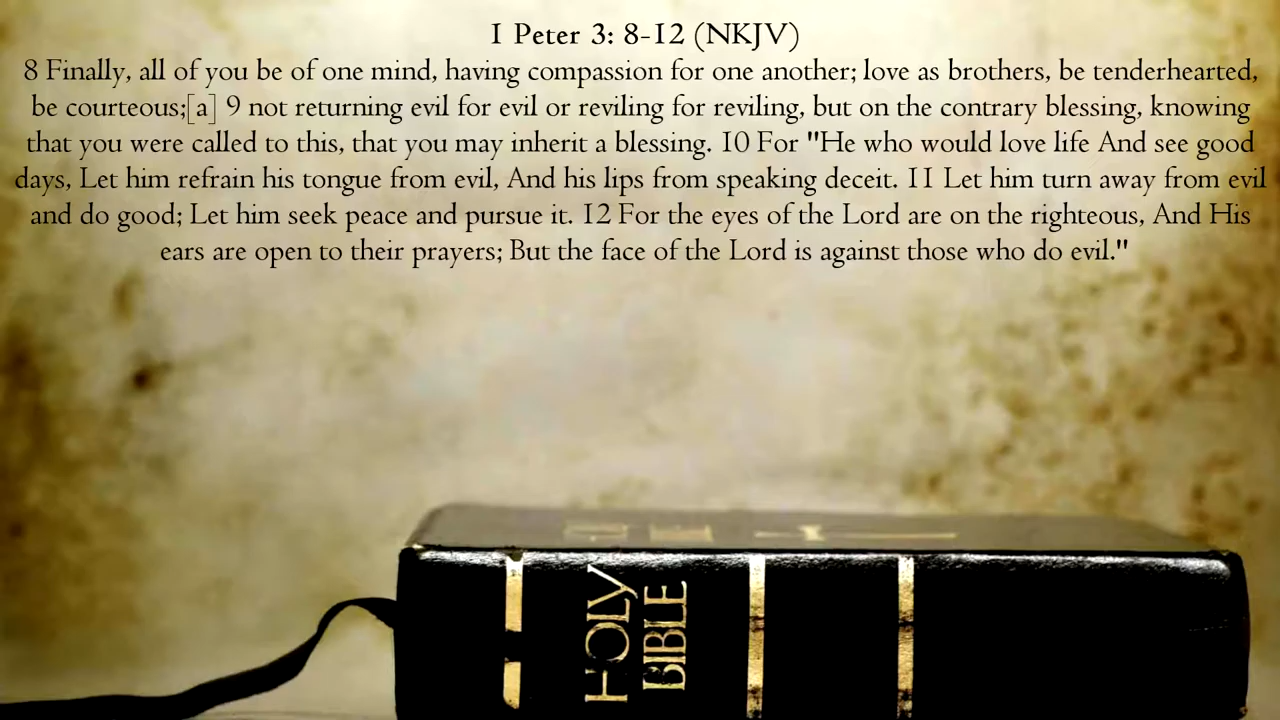 1 Peter 3: 8-12 (NKJV)
8 Finally, all of you be of one mind, having compassion for one another; love as brothers, be tenderhearted,
be courteous;[a] 9 not returning evil for evil or reviling for reviling, but on the contrary blessing, knowing
that you were called to this, that you may inherit a blessing. 10 For "He who would love life And see good
days, Let him refrain his tongue from evil, And his lips from speaking deceit. 11 Let him turn away from evil
and do good; Let him seek peace and pursue it. 12 For the eyes of the Lord are on the righteous, And His
ears are open to their prayers; But the face of the Lord is against those who do evil."
HOLY
BIBLE